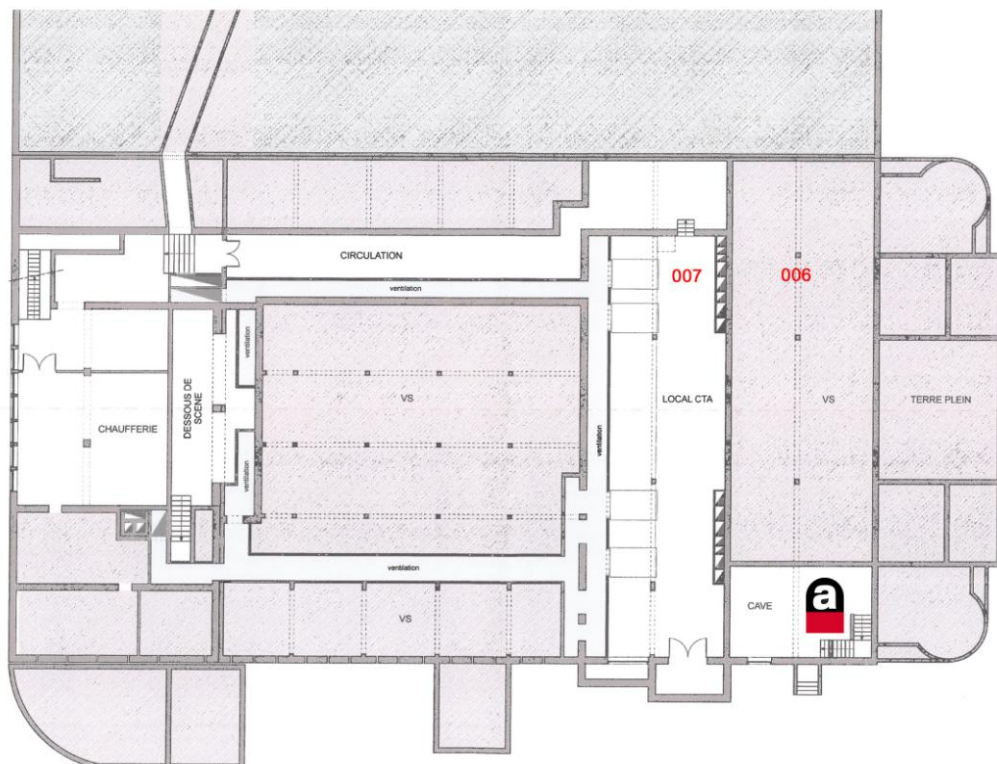 CIRCULATION
007
006
ventilation
ventilation
DESSOUS DE
SCENE
VS
LOCAL CTA
VS
TERRE PLEIN
CHAUFFERIE
ventilation
ventilation
ventilation
a
CAVE
VS